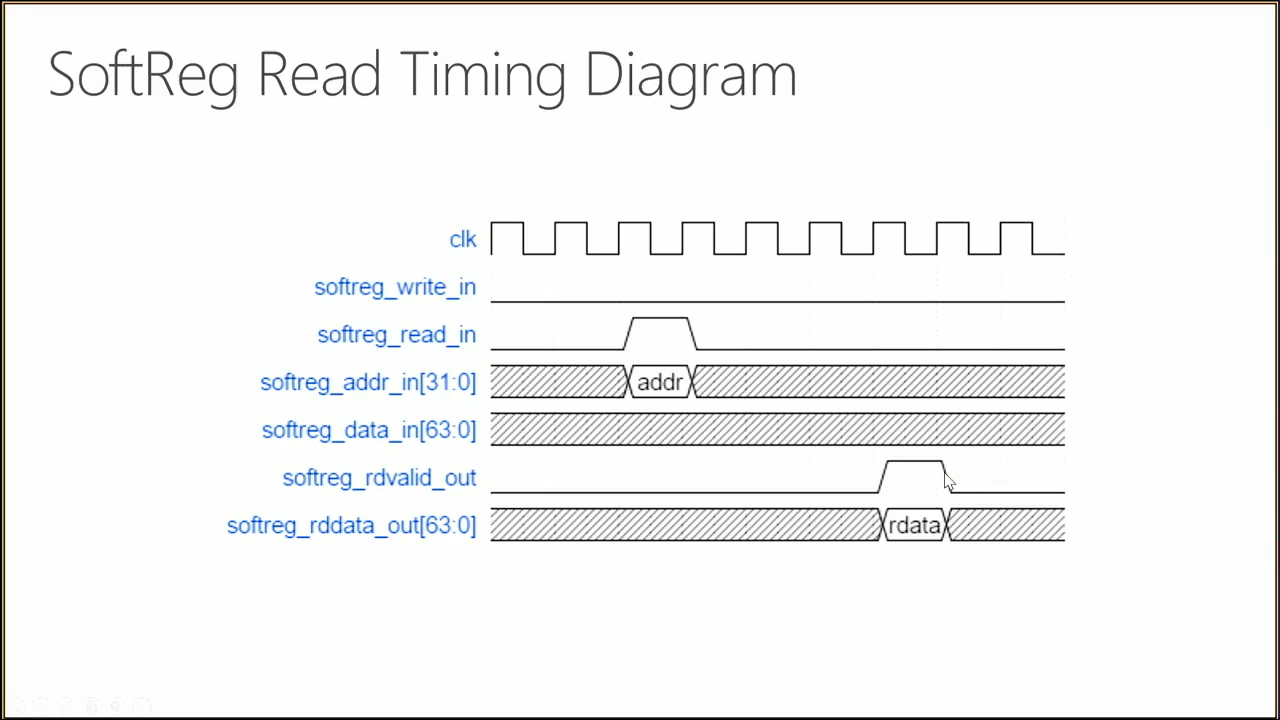 SoftReg Read Timing Diagram
clk
softreg_write_in
softreg_read_in
softreg_addr_in[31:0]
addr
softreg_data_in[63:0]
softreg_rdvalid_out
softreg_rddata_out[63:0]
rdata